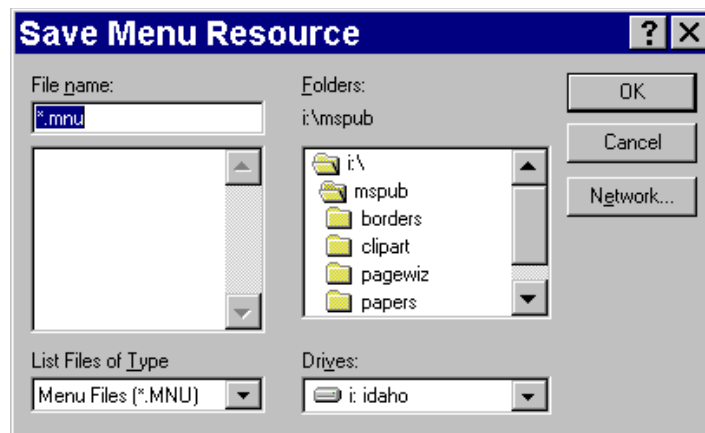 Save Menu Resource
File name:
*.mnu
Folders:
i:\mspub
i:\
mspub
borders
clipart
pagewiz
papers
OK
Cancel
Network...
List Files of Type
Menu Files (*.MNU)
Drives:
i: idaho